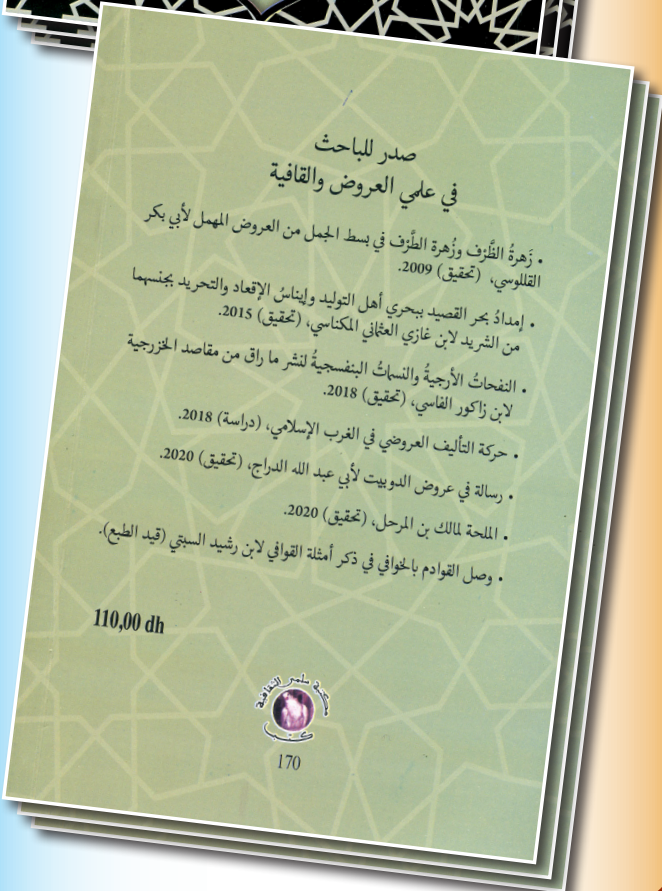 صدر للباحث
في علمي العروض والقافية
• زَهرةُ الظَّرْف وزُهرة الطَّرْف في بسط الجمل من العروض المهمل لأبي بكر
القللوسي، (تحقيق) 2009.
• إمدادُ بحر القصيد ببحري أهل التوليد وإيناسُ الإقعاد والتحريد بجنسهما
من الشريد لابن غازي العثماني المكناسي، (تحقيق) 2015.
• النفحاتُ الأرجيةُ والنسماتُ البنفسجيةُ لنشر ما راق من مقاصد الخزرجية
لابن زاكور الفاسي، (تحقيق) 2018.
• حركة التأليف العروضي في الغرب الإسلامي، (دراسة) 2018.
• رسالة في عروض الدوبيت لأبي عبد الله الدراج، (تحقيق) 2020.
• الملحة لمالك بن المرحل، (تحقيق) 2020.
• وصل القوادم بالخوافي في ذكر أمثلة القوافي لابن رشيد السبتي (قيد الطبع).
110,00 dh
مكتبة سلمى الثقافية
كتب
170